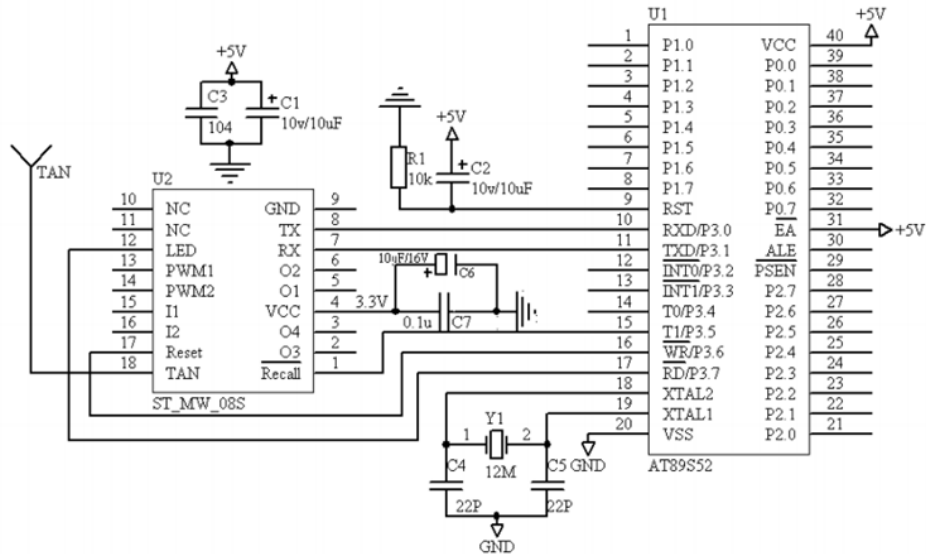 U1
+5V
1 P1.0 VCC 40
2 P1.1 P0.0 39
3 P1.2 P0.1 38
4 P1.3 P0.2 37
5 P1.4 P0.3 36
6 P1.5 P0.4 35
7 P1.6 P0.5 34
8 P1.7 P0.6 33
9 RST P0.7 32
10 RXD/P3.0 EA 31
+5V
11 TXD/P3.1 ALE 30
12 INT0/P3.2 PSEN 29
13 INT1/P3.3 P2.7 28
14 T0/P3.4 P2.6 27
15 T1/P3.5 P2.5 26
16 WR/P3.6 P2.4 25
17 RD/P3.7 P2.3 24
18 XTAL2 P2.2 23
19 XTAL1 P2.1 22
20 VSS P2.0 21
AT89S52
+5V
C3
104
+ C1
10v/10uF
R1
10k
+5V
+ C2
10v/10uF
TAN
U2
10 NC GND 9
11 NC TX 8
12 LED RX 7
13 PWM1 O2 6
14 PWM2 O1 5
15 I1 VCC 4
16 I2 O4 3
17 Reset O3 2
18 TAN Recall 1
ST_MW_08S
3.3V
10uF/16V
+ C6
0.1u C7
Y1
1 2
12M
C4
22P
C5
22P
GND
GND